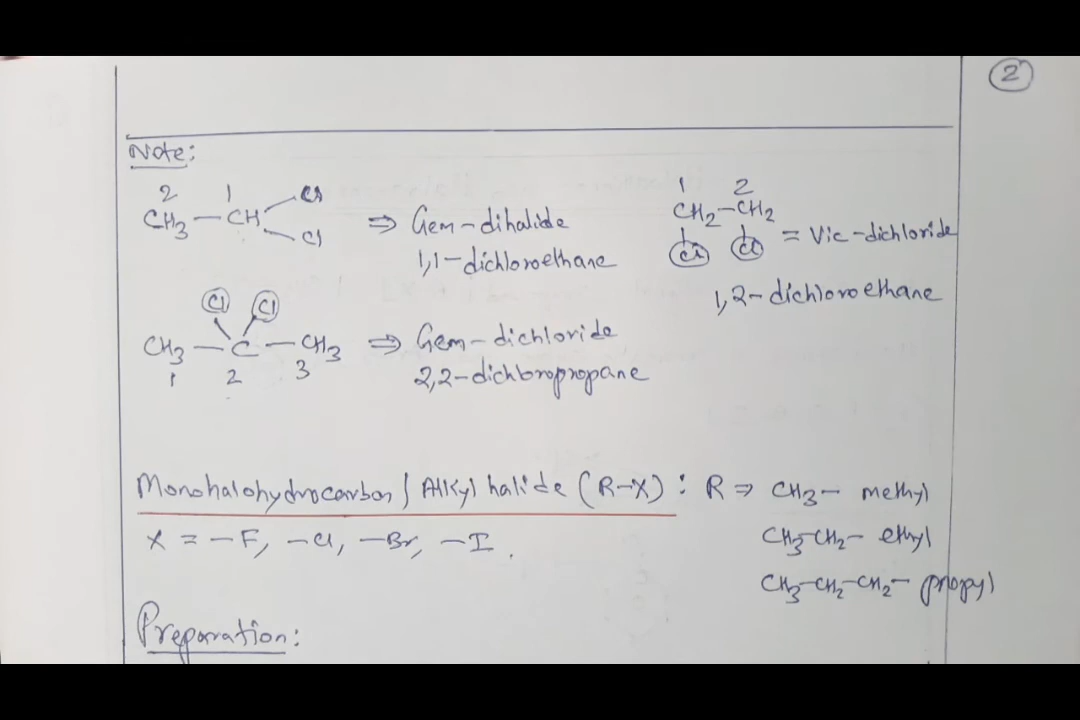 2
Note:
2 1 Cl
CH3 — CH
Cl
⇒ Gem-dihalide
1,1-dichloroethane
1 2
CH2-CH2
Cl Cl = Vic-dichloride
1,2-dichloroethane
Cl Cl
CH3 — C — CH3 ⇒ Gem-dichloride
1 2 3 2,2-dichloropropane
Monohalohydrocarbon / Alkyl halide (R-X) : R ⇒ CH3- methyl
X = -F, -Cl, -Br, -I. CH3-CH2- ethyl
CH3-CH2-CH2- propyl
Preparation: